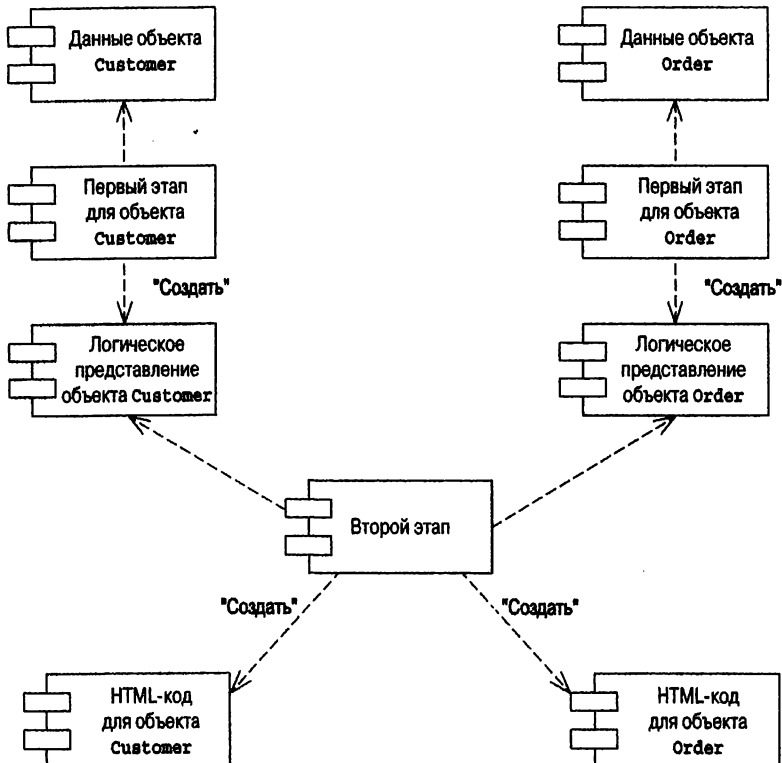 Данные объекта
Customer
Данные объекта
Order
Первый этап
для объекта
Customer
Первый этап
для объекта
Order
"Создать"
"Создать"
Логическое
представление
объекта Customer
Логическое
представление
объекта Order
Второй этап
"Создать"
"Создать"
HTML-код
для объекта
Customer
HTML-код
для объекта
Order